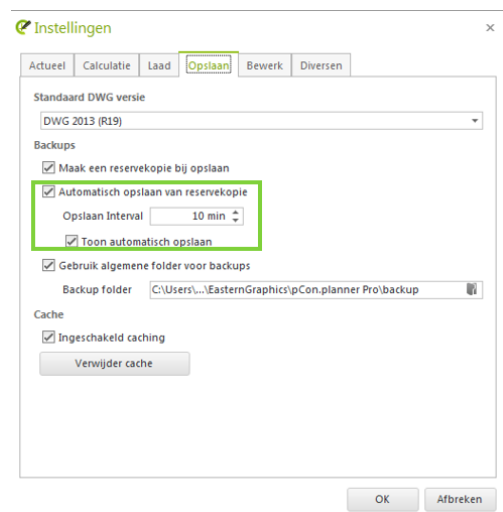 Instellingen
Actueel Calculatie Laad Opslaan Bewerk Diversen
Standaard DWG versie
DWG 2013 (R19)
Backups
Maak een reservekopie bij opslaan
Automatisch opslaan van reservekopie
Opslaan Interval 10 min
Toon automatisch opslaan
Gebruik algemene folder voor backups
Backup folder C:\Users\...\EasternGraphics\pCon.planner Pro\backup
Cache
Ingeschakeld caching
Verwijder cache
OK Afbreken